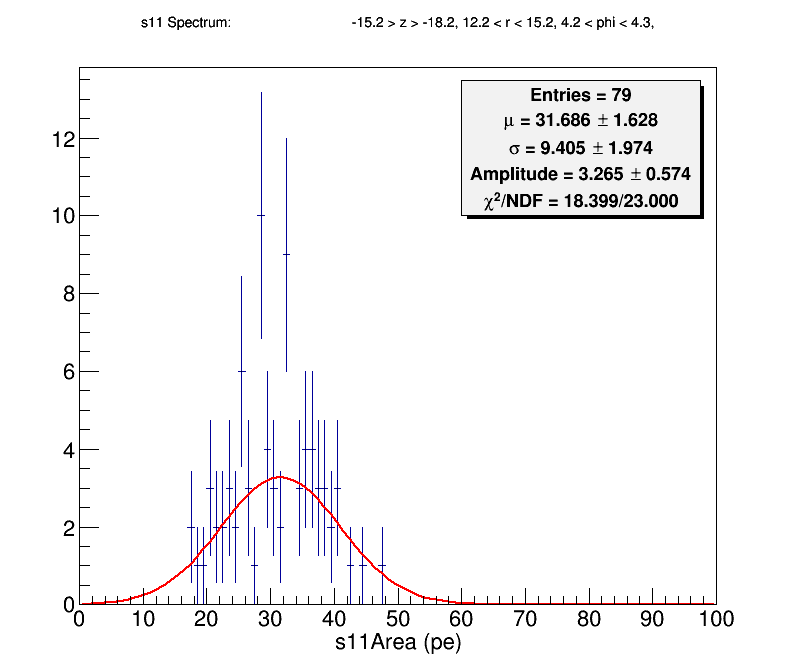 s11 Spectrum: -15.2 > z > -18.2, 12.2 < r < 15.2, 4.2 < phi < 4.3,
Entries = 79
μ = 31.686 ± 1.628
σ = 9.405 ± 1.974
Amplitude = 3.265 ± 0.574
χ²/NDF = 18.399/23.000
12
10
8
6
4
2
0
0 10 20 30 40 50 60 70 80 90 100
s11Area (pe)